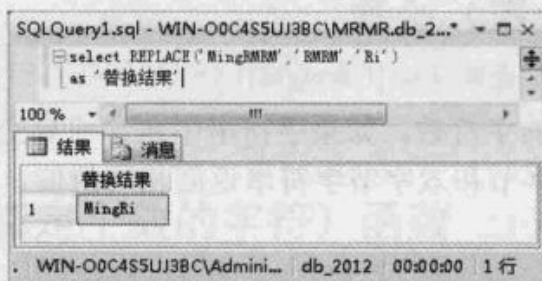 SQLQuery1.sql - WIN-O0C4S5UJ3BC\MRMR.db_2...*
select REPLACE('MingRMRM','RMRM','Ri')
as '替换结果'
100 %
结果 消息
替换结果
1 MingRi
WIN-O0C4S5UJ3BC\Admini... db_2012 00:00:00 1行